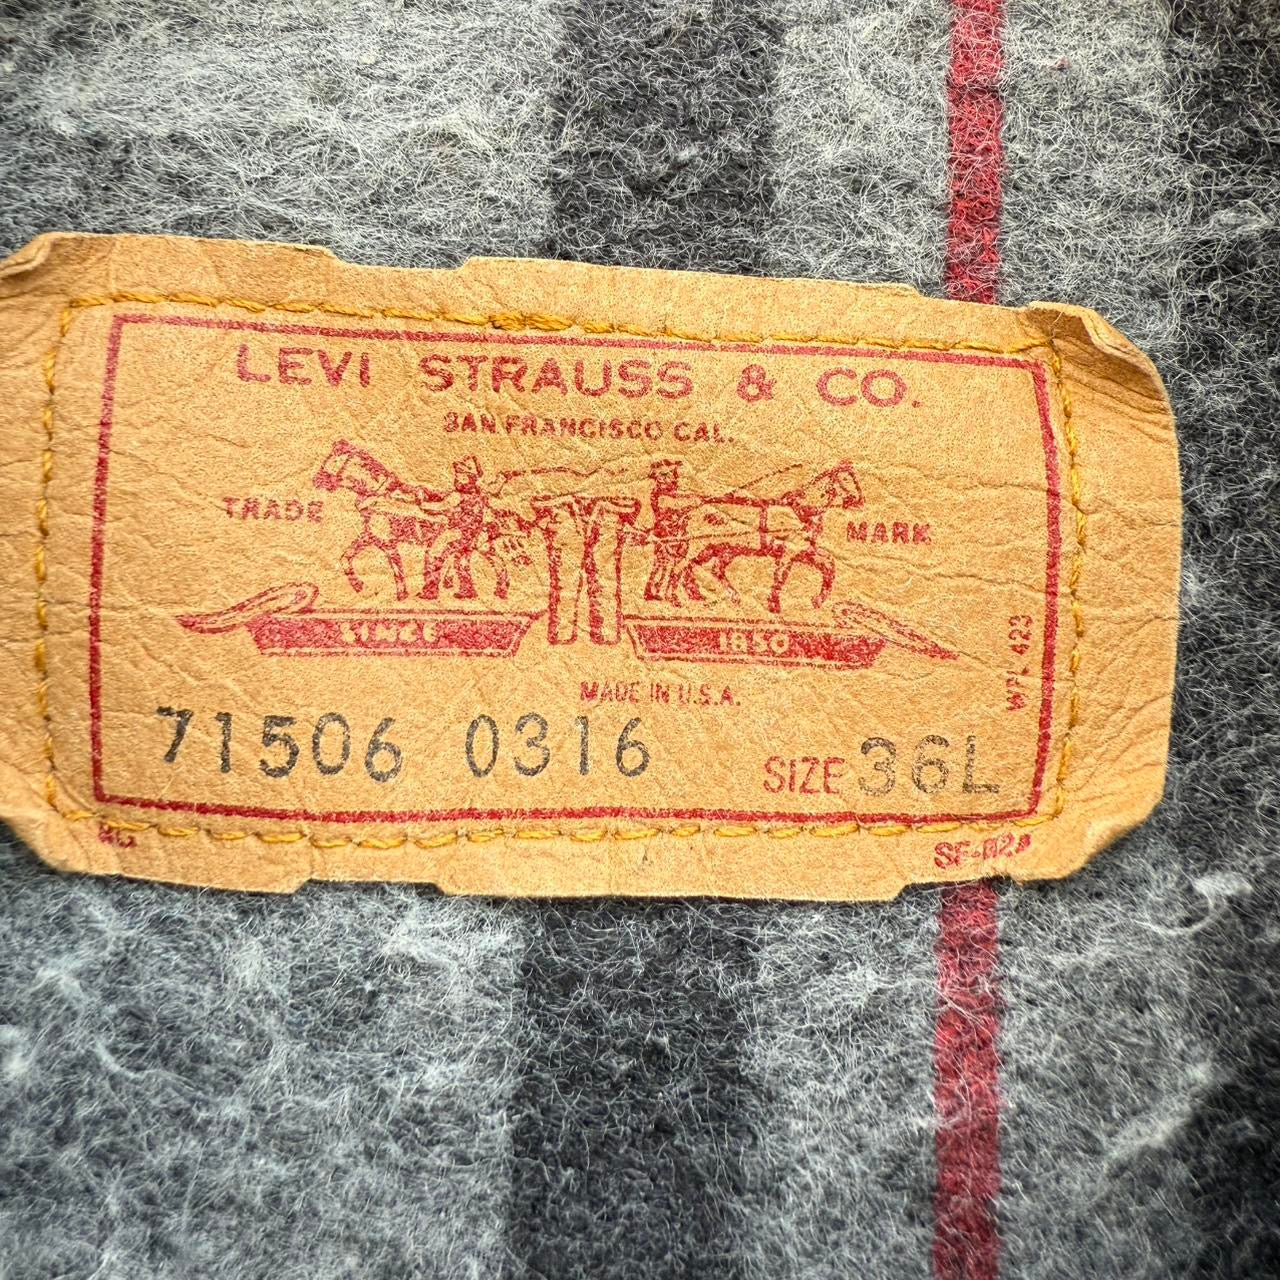 LEVI STRAUSS & CO.
SAN FRANCISCO CAL.
TRADE MARK
SINCE 1850
WPL 423
MADE IN U.S.A.
71506 0316 SIZE 36L